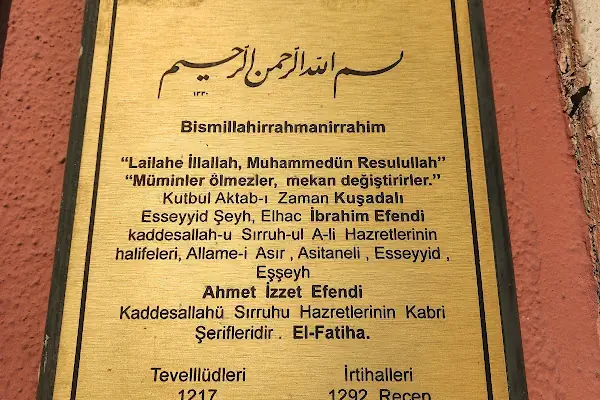 بسم الله الرحمن الرحيم
١٣٣٠
Bismillahirrahmanirrahim
“Lailahe İllallah, Muhammedün Resulullah”
“Müminler ölmezler, mekan değiştirirler.”
Kutbul Aktab-ı Zaman Kuşadalı
Esseyyid Şeyh, Elhac İbrahim Efendi
kaddesallah-u Sırruh-ul A-li Hazretlerinin
halifeleri, Allame-i Asır , Asitaneli , Esseyyid ,
Eşşeyh
Ahmet İzzet Efendi
Kaddesallahü Sırruhu Hazretlerinin Kabri
Şerifleridir . El-Fatiha.
Tevelllüdleri İrtihalleri
1217 1292 Recep